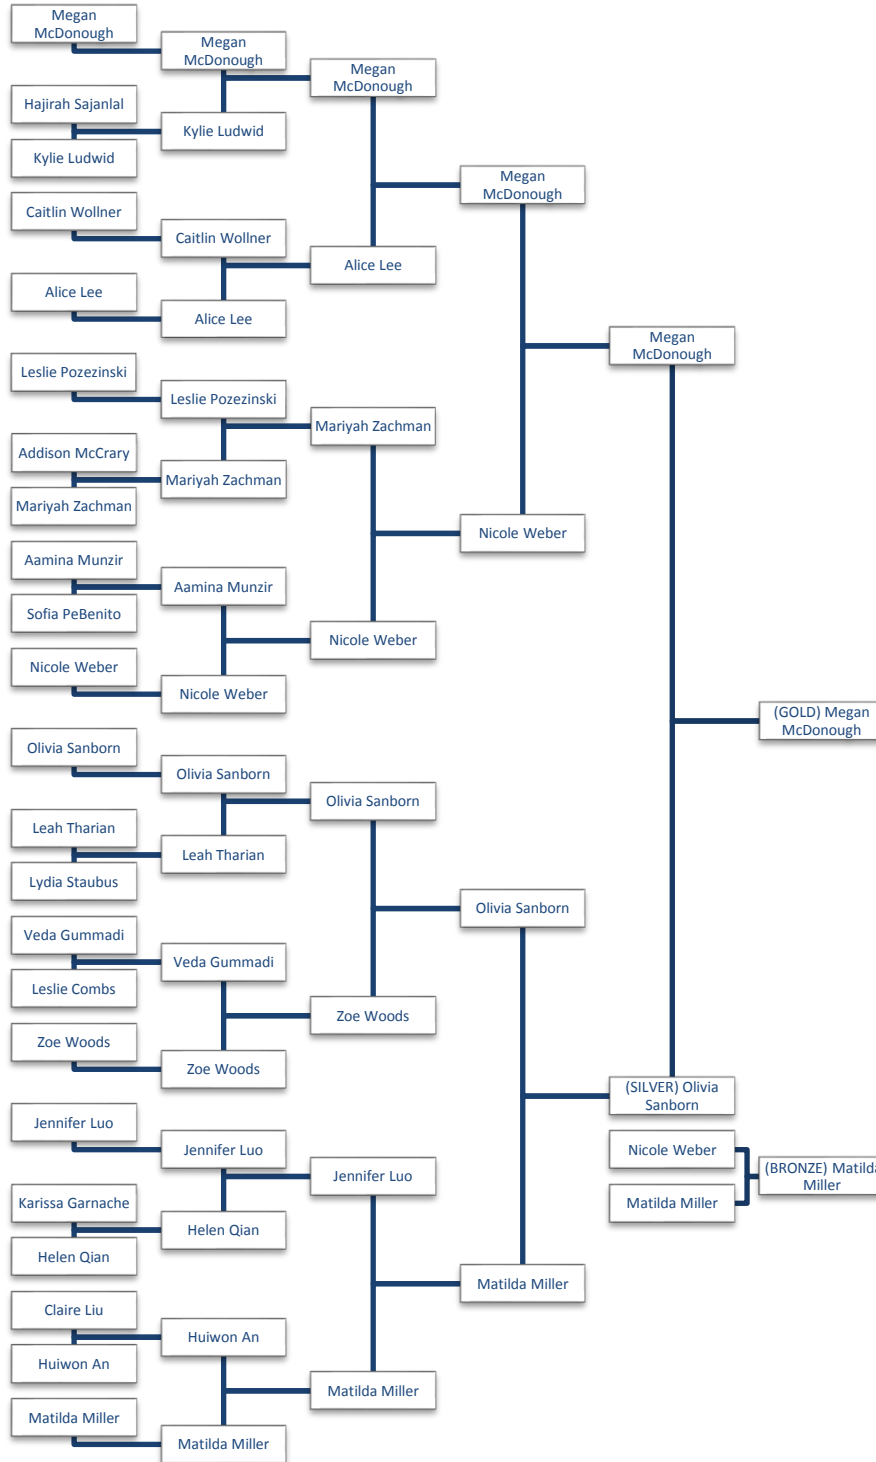 Megan
McDonough
Hajirah Sajanlal
Kylie Ludwid
Caitlin Wollner
Alice Lee
Leslie Pozezinski
Addison McCrary
Mariyah Zachman
Aamina Munzir
Sofia PeBenito
Nicole Weber
Olivia Sanborn
Leah Tharian
Lydia Staubus
Veda Gummadi
Leslie Combs
Zoe Woods
Jennifer Luo
Karissa Garnache
Helen Qian
Claire Liu
Huiwon An
Matilda Miller
Megan
McDonough
Kylie Ludwid
Caitlin Wollner
Alice Lee
Leslie Pozezinski
Mariyah Zachman
Aamina Munzir
Nicole Weber
Olivia Sanborn
Leah Tharian
Veda Gummadi
Zoe Woods
Jennifer Luo
Helen Qian
Huiwon An
Matilda Miller
Megan
McDonough
Alice Lee
Mariyah Zachman
Nicole Weber
Olivia Sanborn
Zoe Woods
Jennifer Luo
Matilda Miller
Megan
McDonough
Nicole Weber
Olivia Sanborn
Matilda Miller
Megan
McDonough
(SILVER) Olivia
Sanborn
Nicole Weber
Matilda Miller
(GOLD) Megan
McDonough
(BRONZE) Matilda
Miller